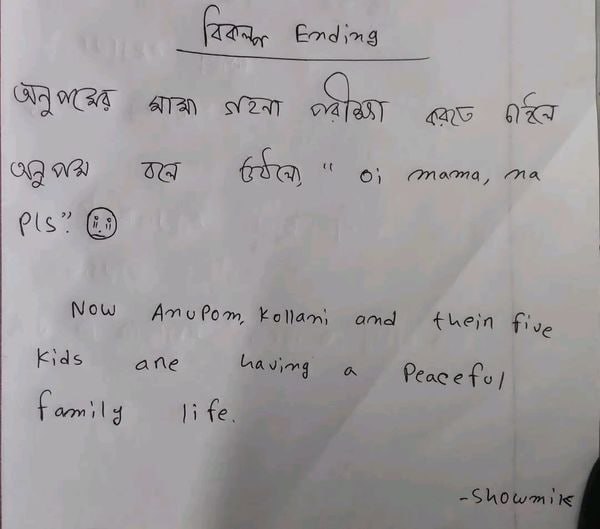 বিকল্প Ending
অনুপমের মামা গহনা পরীক্ষা করতে চাইলে
অনুপম বলে উঠলো, " oi mama, na
pls".
Now Anupom, Kollani and thein five
kids ane having a Peaceful
family life.
-Showmik